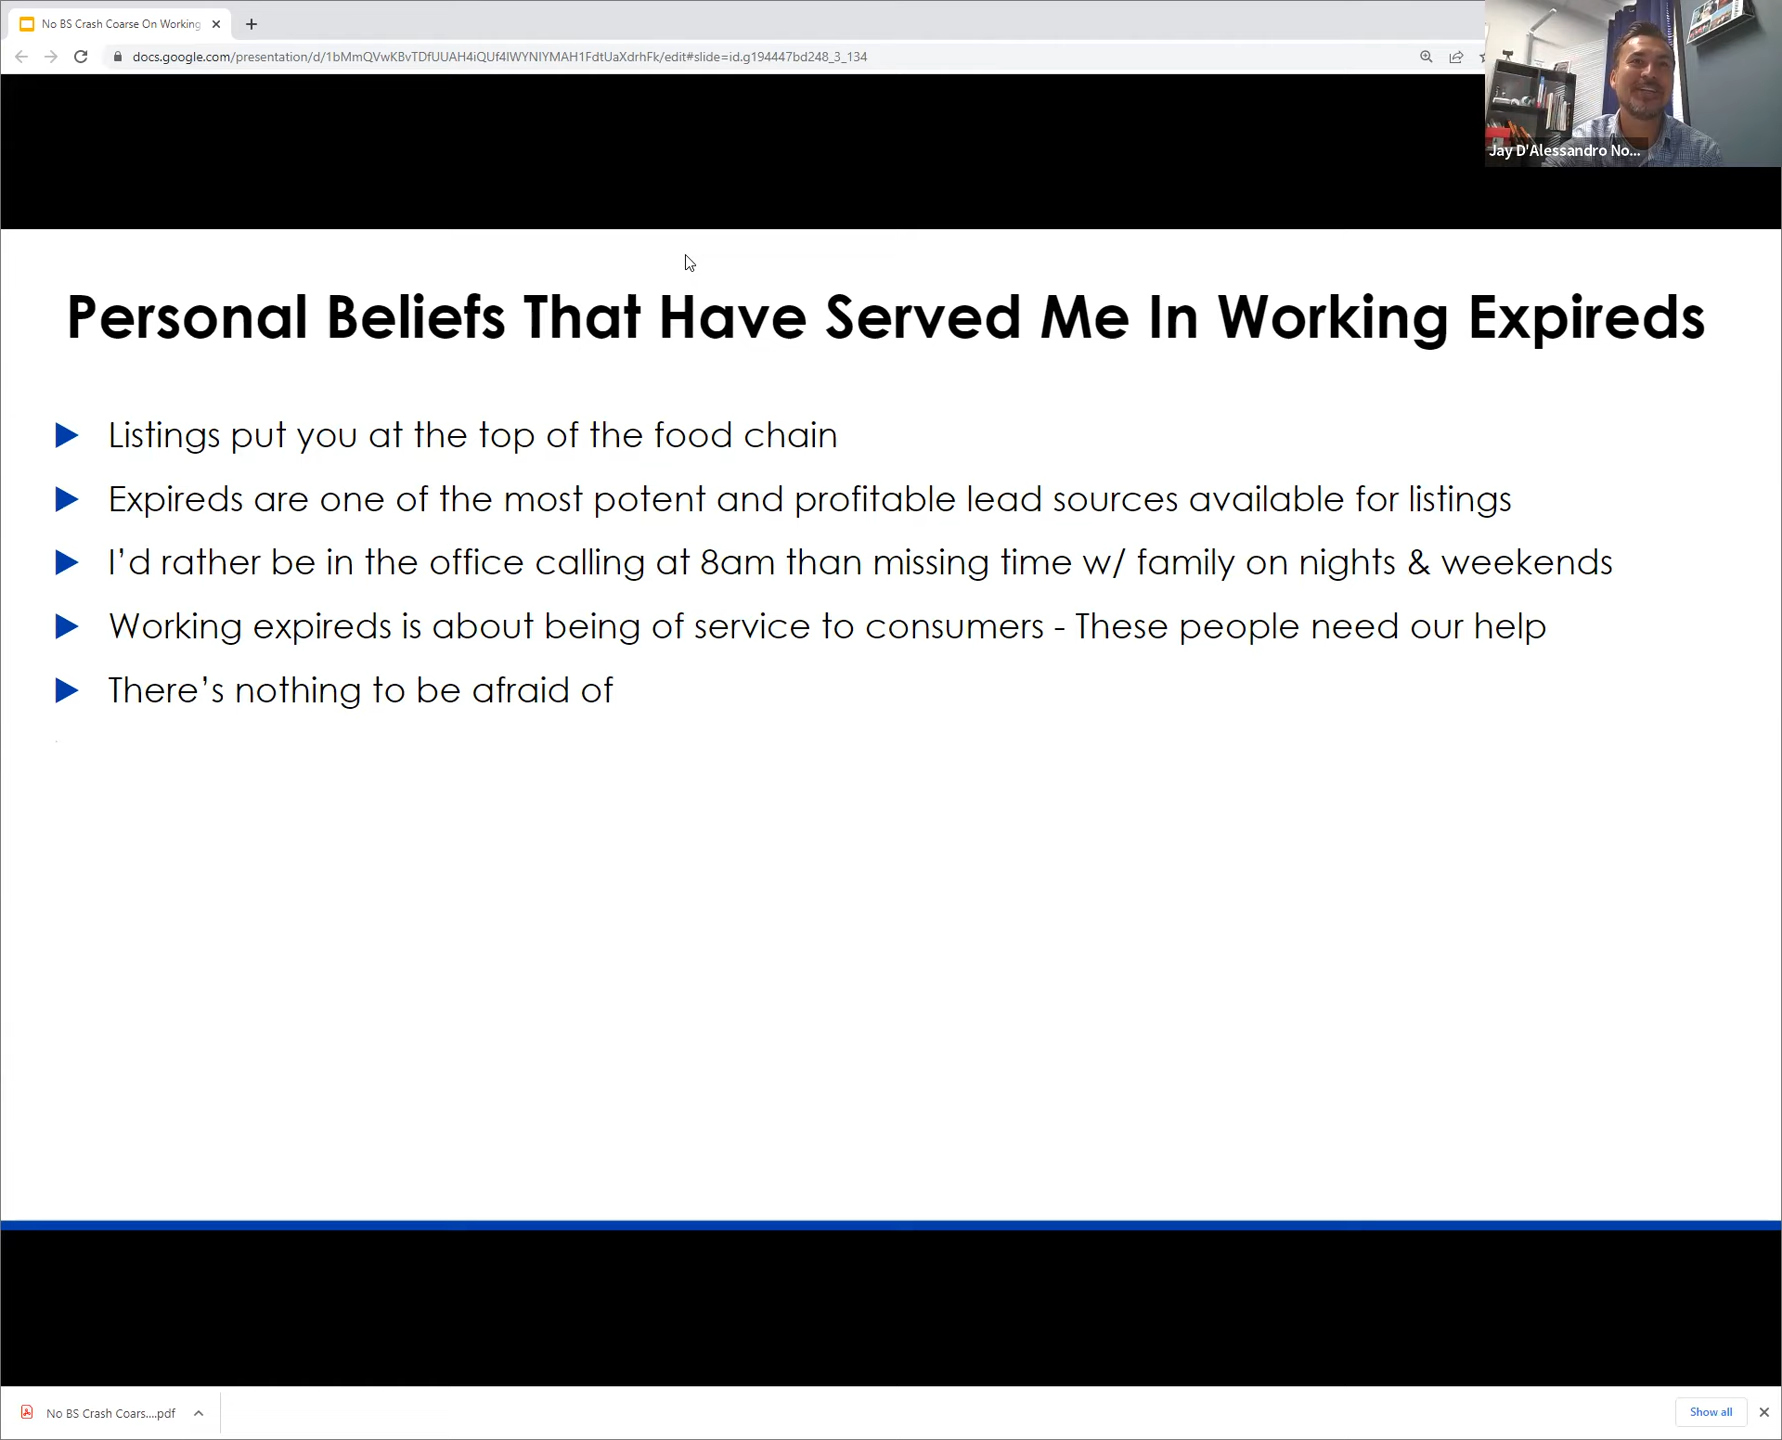 No BS Crash Coarse On Working
docs.google.com/presentation/d/1bMmQVwKBvTDfUUAH4iQUf4IWYNIYMAH1FdtUaXdrhFk/edit#slide=id.g194447bd248_3_134
Jay D'Alessandro No...
Personal Beliefs That Have Served Me In Working Expireds
Listings put you at the top of the food chain
Expireds are one of the most potent and profitable lead sources available for listings
I’d rather be in the office calling at 8am than missing time w/ family on nights & weekends
Working expireds is about being of service to consumers - These people need our help
There’s nothing to be afraid of
No BS Crash Coars....pdf
Show all